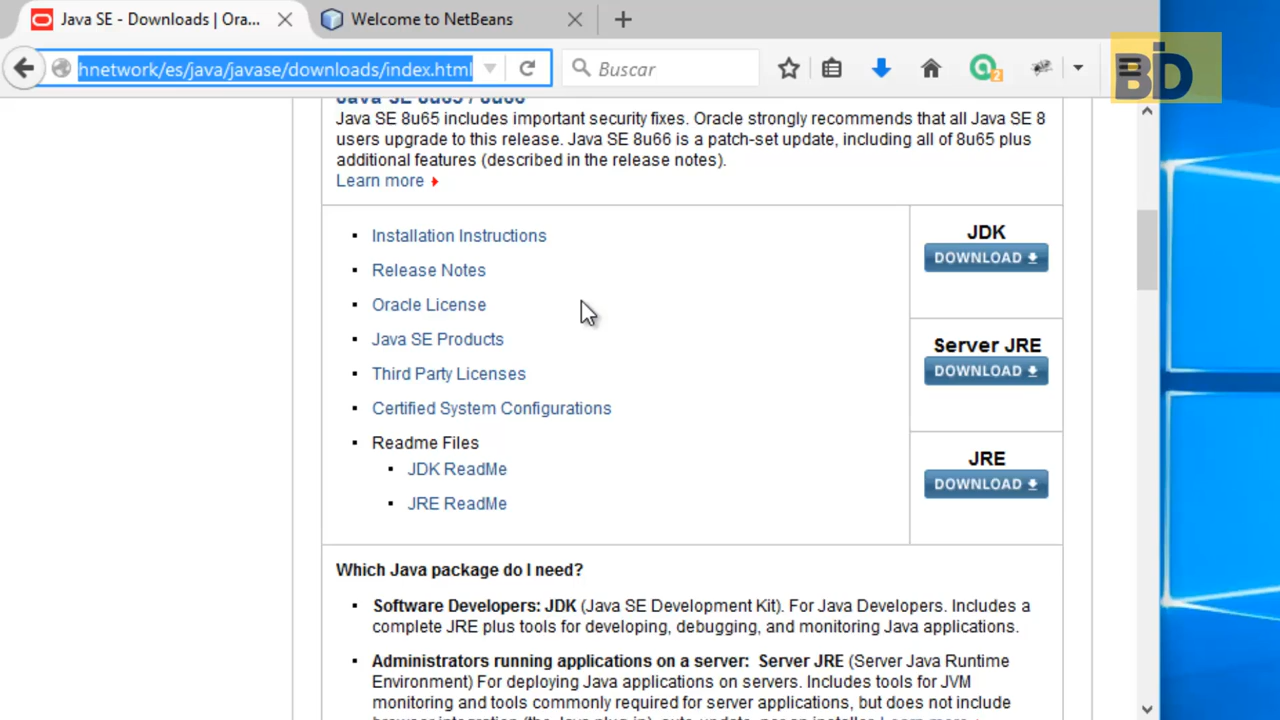 Java SE - Downloads | Ora...
Welcome to NetBeans
hnetwork/es/java/javase/downloads/index.html
Buscar
2
BiD
Java SE 8u65 / 8u66
Java SE 8u65 includes important security fixes. Oracle strongly recommends that all Java SE 8
users upgrade to this release. Java SE 8u66 is a patch-set update, including all of 8u65 plus
additional features (described in the release notes).
Learn more
Installation Instructions
Release Notes
Oracle License
Java SE Products
Third Party Licenses
Certified System Configurations
Readme Files
JDK ReadMe
JRE ReadMe
JDK
DOWNLOAD
Server JRE
DOWNLOAD
JRE
DOWNLOAD
Which Java package do I need?
Software Developers: JDK (Java SE Development Kit). For Java Developers. Includes a
complete JRE plus tools for developing, debugging, and monitoring Java applications.
Administrators running applications on a server: Server JRE (Server Java Runtime
Environment) For deploying Java applications on servers. Includes tools for JVM
monitoring and tools commonly required for server applications, but does not include